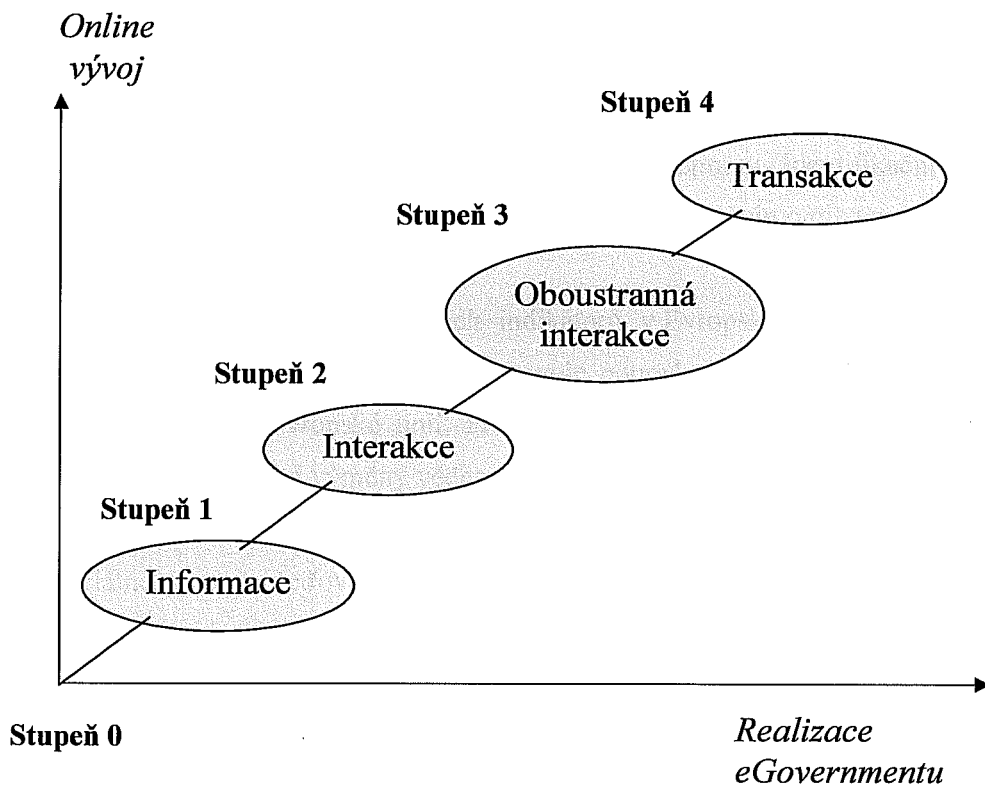 Online
vývoj
Stupeň 4
Transakce
Stupeň 3
Oboustranná
interakce
Stupeň 2
Interakce
Stupeň 1
Informace
Stupeň 0
Realizace
eGovernmentu